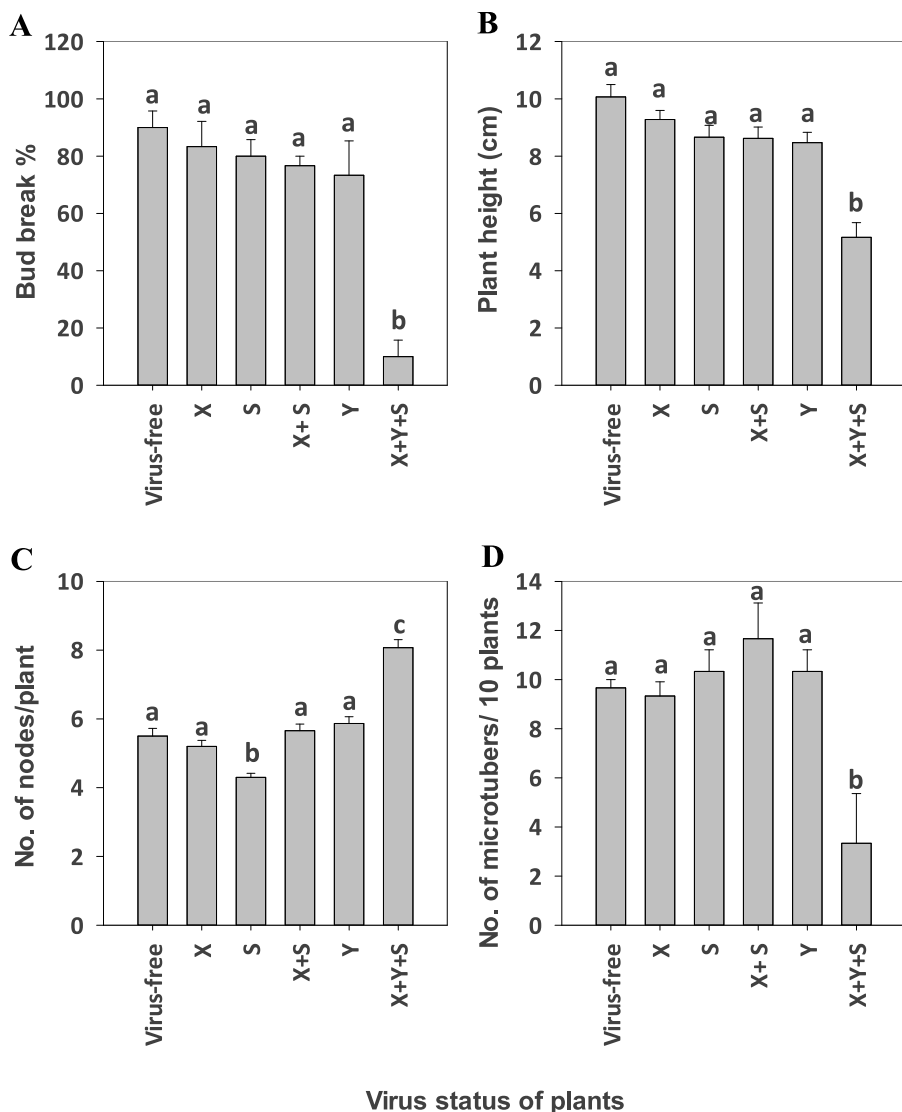 A
Bud break %
120
100
80
60
40
20
0
a
a
a
a
a
b
Virus-free
X
S
X+ S
Y
X+Y+S
B
Plant height (cm)
12
10
8
6
4
2
0
a
a
a
a
a
b
Virus-free
X
S
X+S
Y
X+Y+S
C
No. of nodes/plant
10
8
6
4
2
0
a
a
b
a
a
c
Virus-free
X
S
X+S
Y
X+Y+S
D
No. of microtubers/ 10 plants
14
12
10
8
6
4
2
0
a
a
a
a
a
b
Virus-free
X
S
X+ S
Y
X+Y+S
Virus status of plants